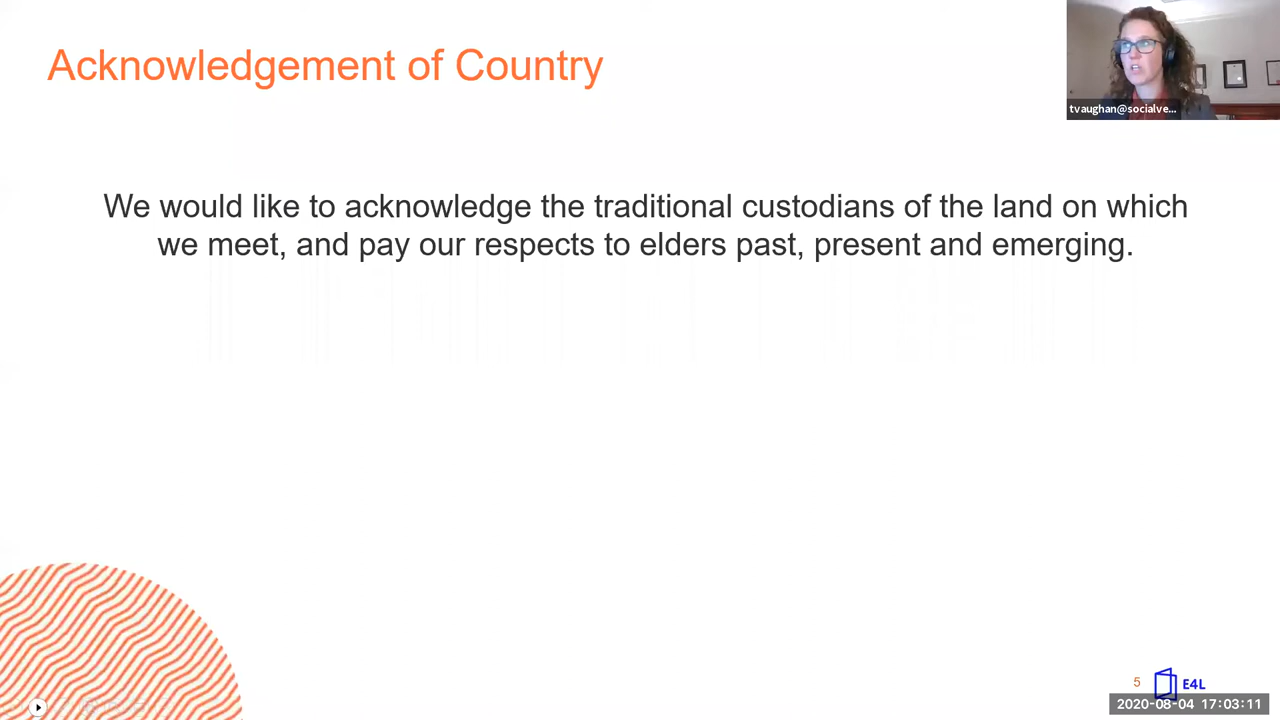 Acknowledgement of Country
tvaughan@socialve...
We would like to acknowledge the traditional custodians of the land on which
we meet, and pay our respects to elders past, present and emerging.
5
E4L
2020-08-04 17:03:11